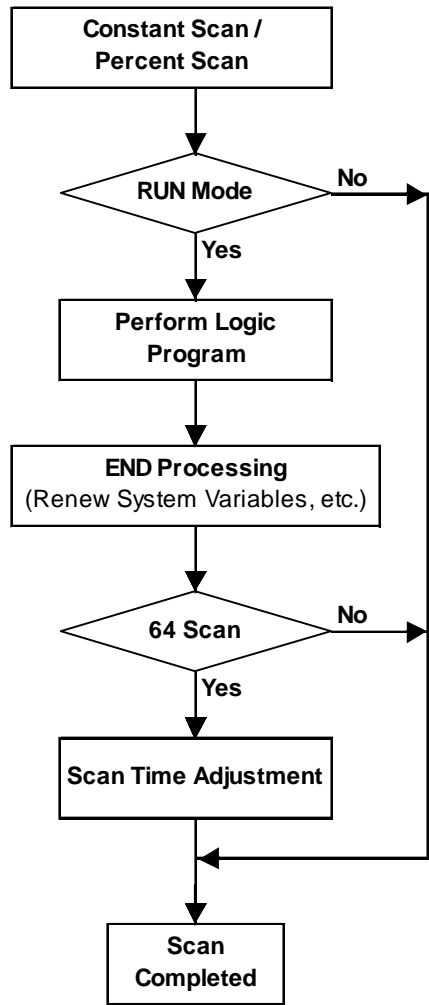 Constant Scan /
Percent Scan
RUN Mode
No
Yes
Perform Logic
Program
END Processing
(Renew System Variables, etc.)
64 Scan
No
Yes
Scan Time Adjustment
Scan
Completed